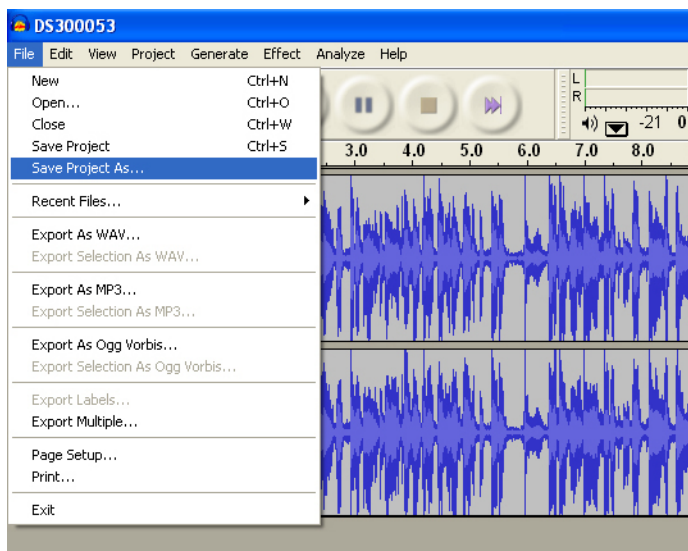 DS300053
File Edit View Project Generate Effect Analyze Help
New Ctrl+N
Open... Ctrl+O
Close Ctrl+W
Save Project Ctrl+S
Save Project As...
Recent Files...
Export As WAV...
Export Selection As WAV...
Export As MP3...
Export Selection As MP3...
Export As Ogg Vorbis...
Export Selection As Ogg Vorbis...
Export Labels...
Export Multiple...
Page Setup...
Print...
Exit
L
R
-21 0
3.0 4.0 5.0 6.0 7.0 8.0